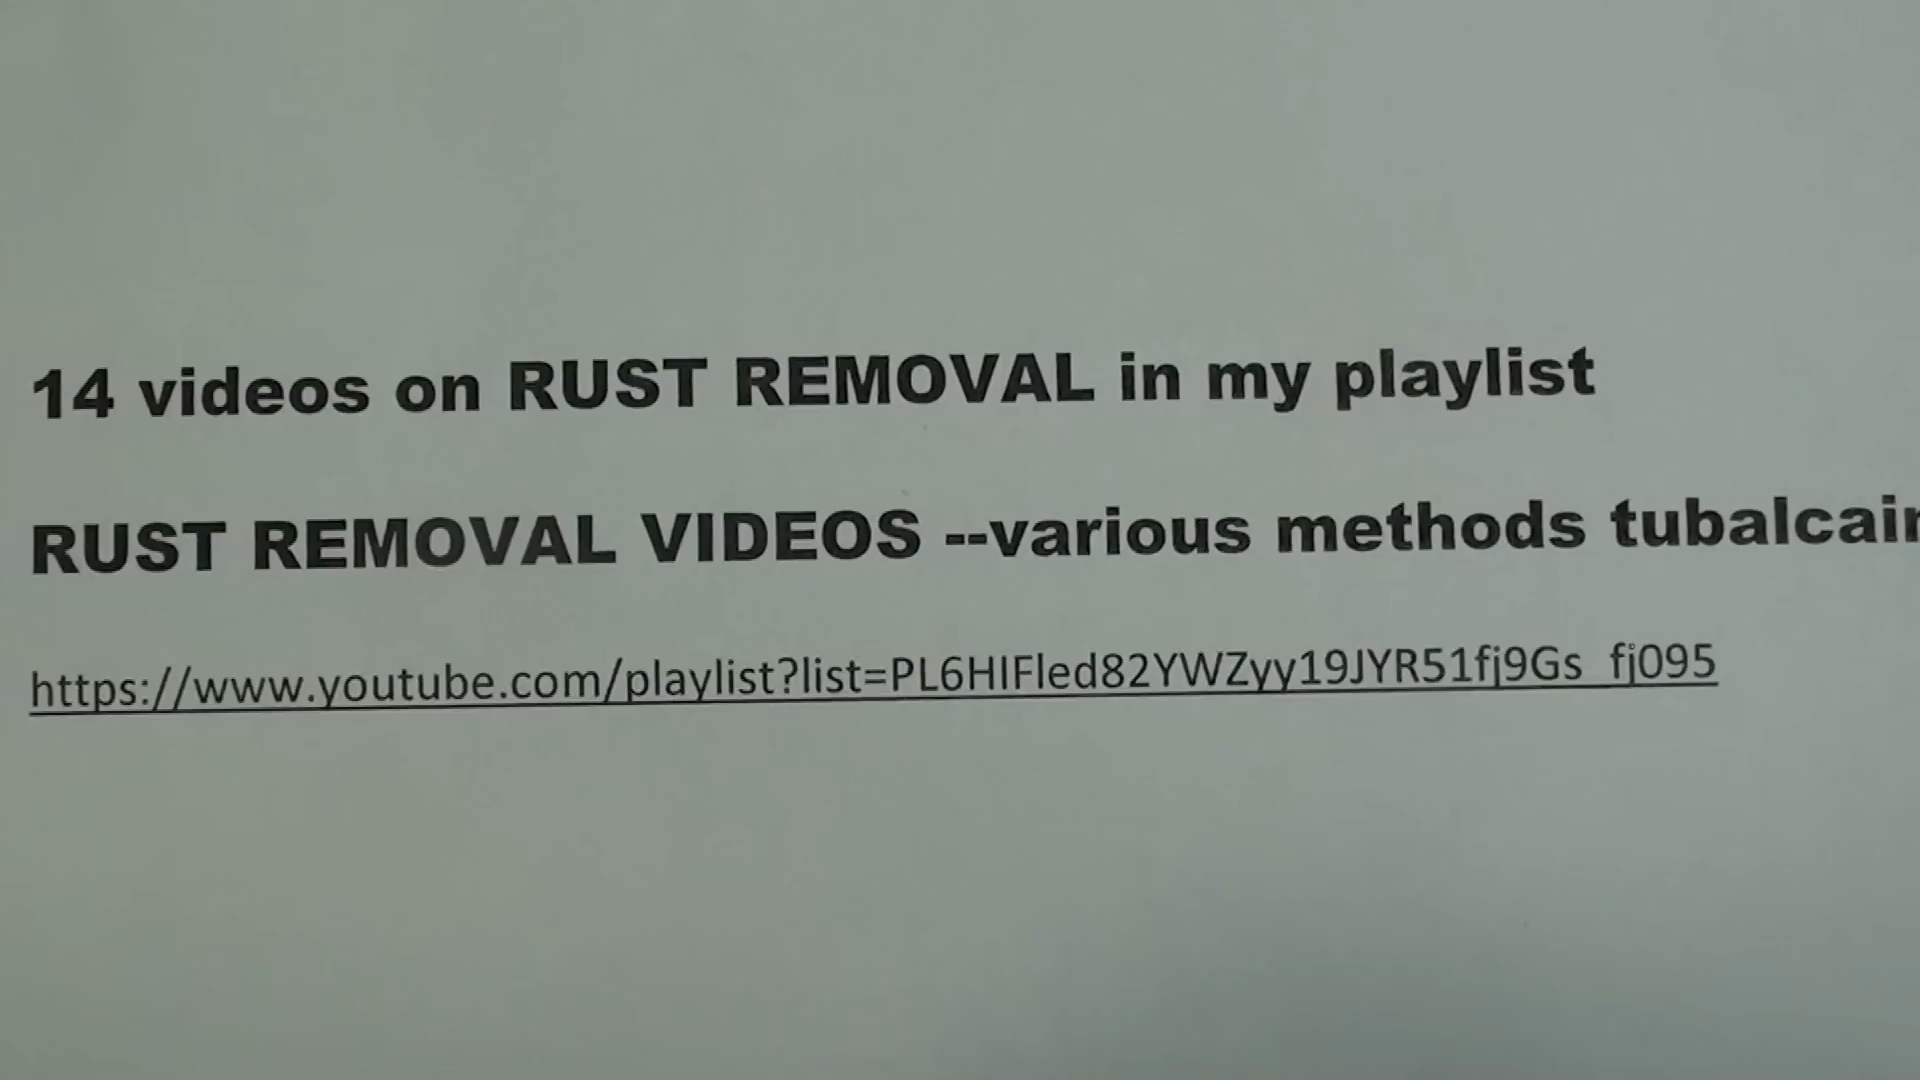 14 videos on RUST REMOVAL in my playlist
RUST REMOVAL VIDEOS --various methods tubalcain
https://www.youtube.com/playlist?list=PL6HIFled82YWZyy19JYR51fj9Gs_fj095